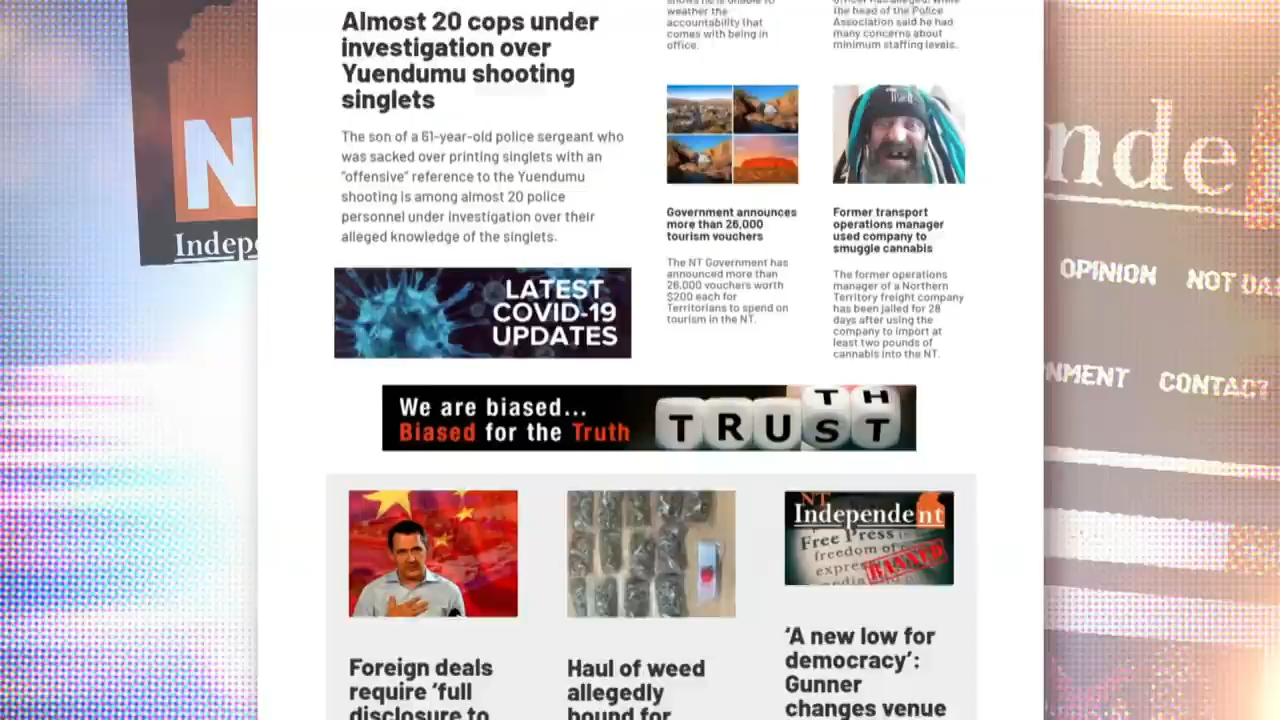 Almost 20 cops under
investigation over
Yuendumu shooting
singlets
The son of a 61-year-old police sergeant who
was sacked over printing singlets with an
"offensive" reference to the Yuendumu
shooting is among almost 20 police
personnel under investigation over their
alleged knowledge of the singlets.
LATEST
COVID-19
UPDATES
weather the
accountability that
comes with being in
office.
the head of the Police
Association said he had
many concerns about
minimum staffing levels.
Government announces
more than 26,000
tourism vouchers
The NT Government has
announced more than
26,000 vouchers worth
$200 each for
Territorians to spend on
tourism in the NT.
Former transport
operations manager
used company to
smuggle cannabis
The former operations
manager of a Northern
Territory freight company
has been jailed for 28
days after using the
company to import at
least two pounds of
cannabis into the NT.
We are biased...
Biased for the Truth
TH
TRUST
Foreign deals
require 'full
disclosure to
Haul of weed
allegedly
bound for
NT
Independent
Free Press
freedom of
expres
media
BANNED
'A new low for
democracy':
Gunner
changes venue
N
Indep
nde
OPINION NOT DA
NMENT CONTACT